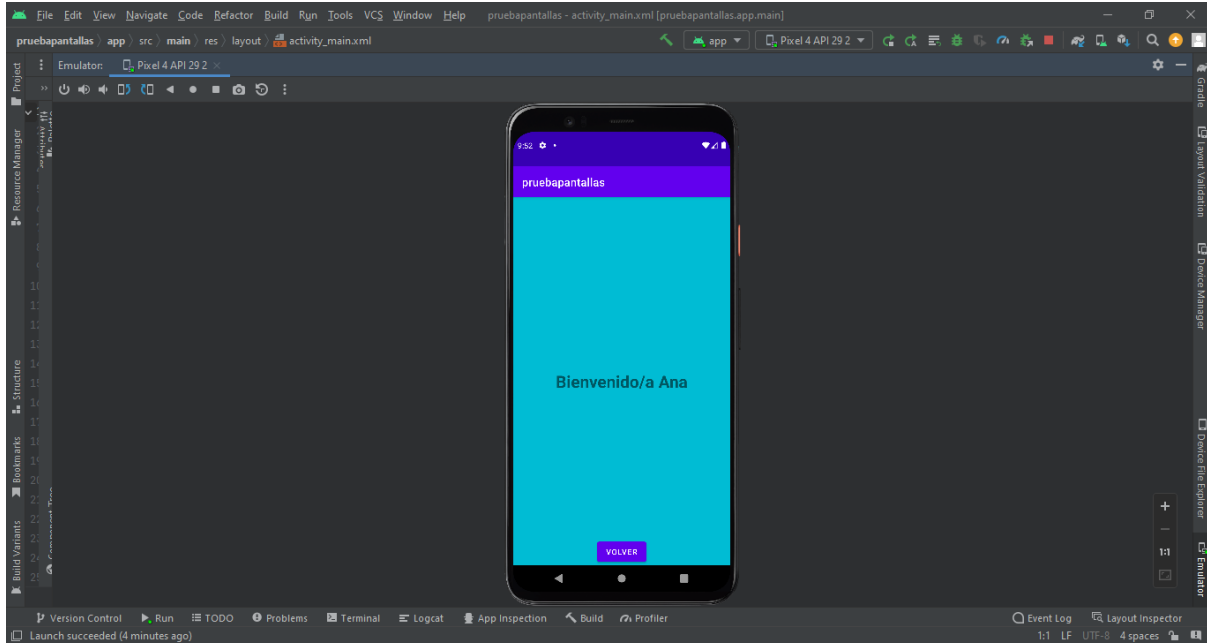 File Edit View Navigate Code Refactor Build Run Tools VCS Window Help pruebapantallas - activity_main.xml [pruebapantallas.app.main]
pruebapantallas app src main res layout activity_main.xml app Pixel 4 API 29 2
Emulator: Pixel 4 API 29 2
Project
Resource Manager
Structure
Bookmarks
Build Variants
Attributes
9:52
pruebapantallas
Bienvenido/a Ana
VOLVER
Gradle
Layout Validation
Device Manager
Device File Explorer
Emulator
1:1
Version Control Run TODO Problems Terminal Logcat App Inspection Build Profiler Event Log Layout Inspector
Launch succeeded (4 minutes ago) 1:1 LF UTF-8 4 spaces